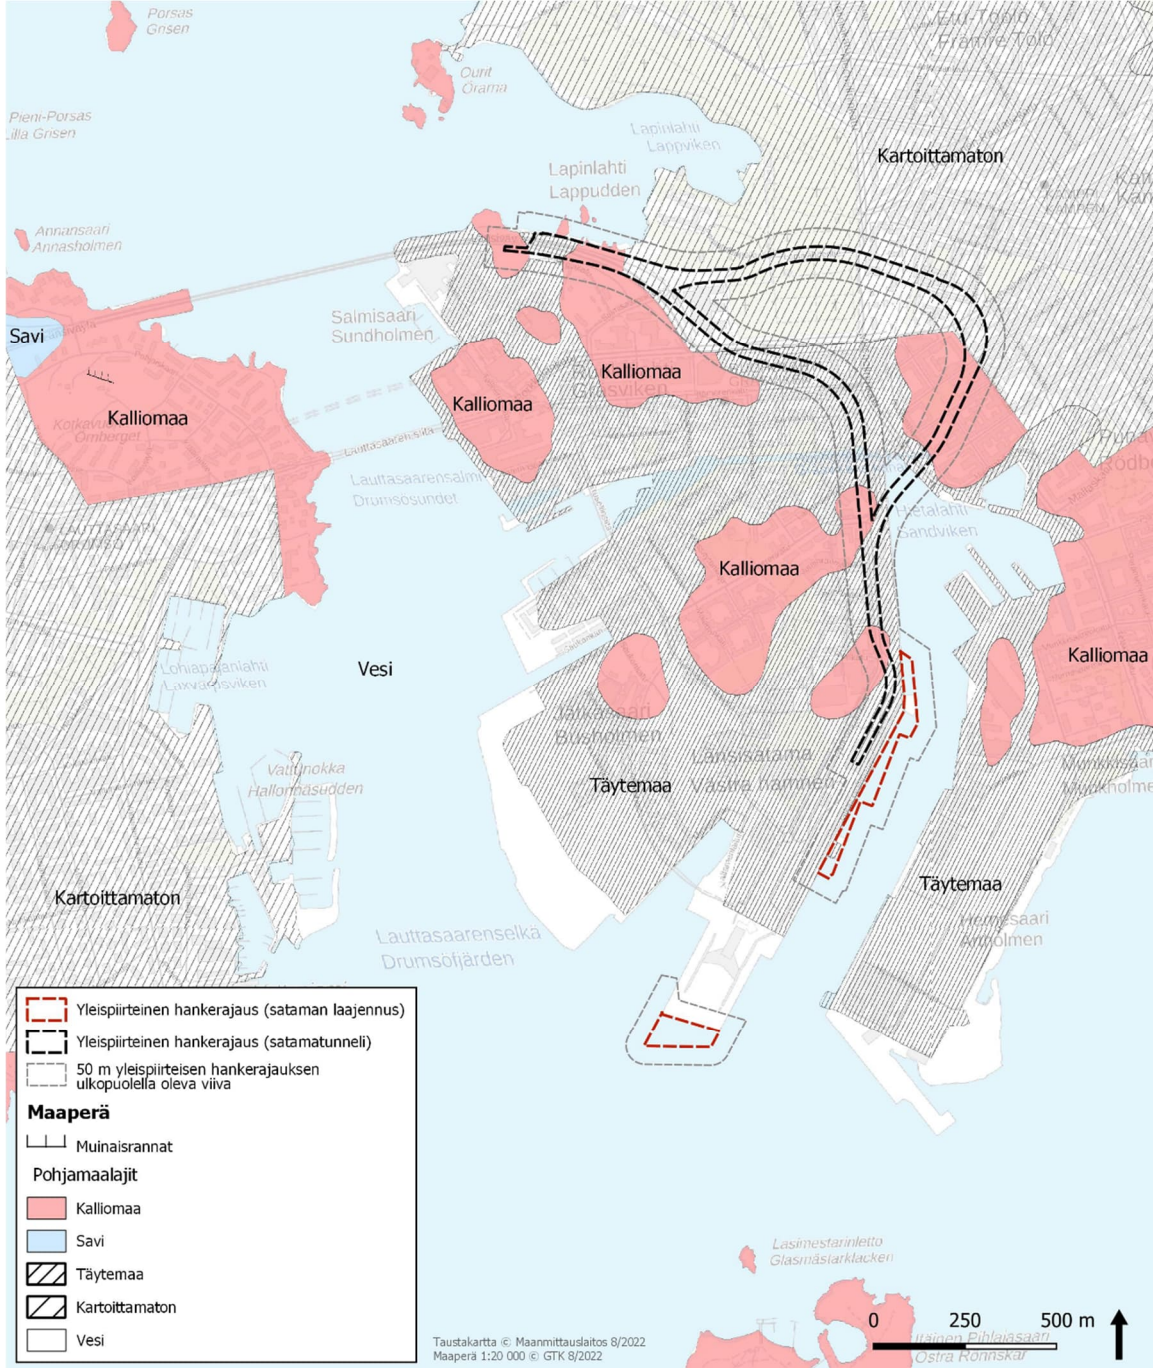 Porsas
Grisen
Etu-Töölö
Främre Tölö
Ourit
Örarna
Pieni-Porsas
Lilla Grisen
Lapinlahti
Lappviken
Kartoittamaton
Lapinlahti
Lappudden
Annansaari
Annasholmen
Salmisaari
Sundholmen
Savi
Kalliomaa
Kalliomaa
Kalliomaa
Lauttasaarensalmi
Drumsösundet
Hietalahti
Sandviken
Kalliomaa
Kalliomaa
Vesi
Lohiapajanlahti
Laxvarpsviken
Jätkäsaari
Busholmen
Länsisatama
Västra hamnen
Vattunokka
Hallonnäsudden
Täytemaa
Täytemaa
Kartoittamaton
Hernesaari
Ärtholmen
Lauttasaarenselkä
Drumsöfjärden
Yleispiirteinen hankerajaus (sataman laajennus)
Yleispiirteinen hankerajaus (satamatunneli)
50 m yleispiirteisen hankerajauksen
ulkopuolella oleva viiva
Maaperä
Muinaisrannat
Pohjamaalajit
Kalliomaa
Savi
Täytemaa
Kartoittamaton
Vesi
Lasimestarinletto
Glasmästarklacken
0 250 500 m
Itäinen Pihlajasaari
Östra Rönnskär
Taustakartta © Maanmittauslaitos 8/2022
Maaperä 1:20 000 © GTK 8/2022